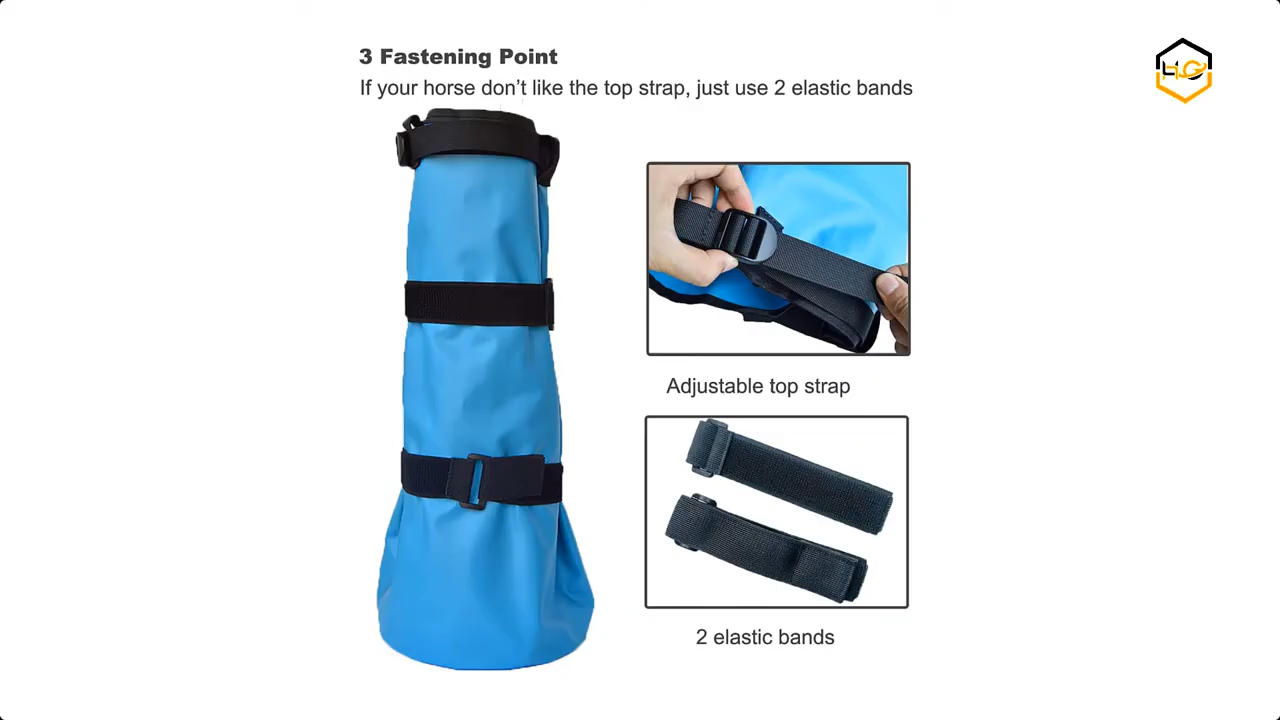 3 Fastening Point
If your horse don't like the top strap, just use 2 elastic bands
Adjustable top strap
2 elastic bands